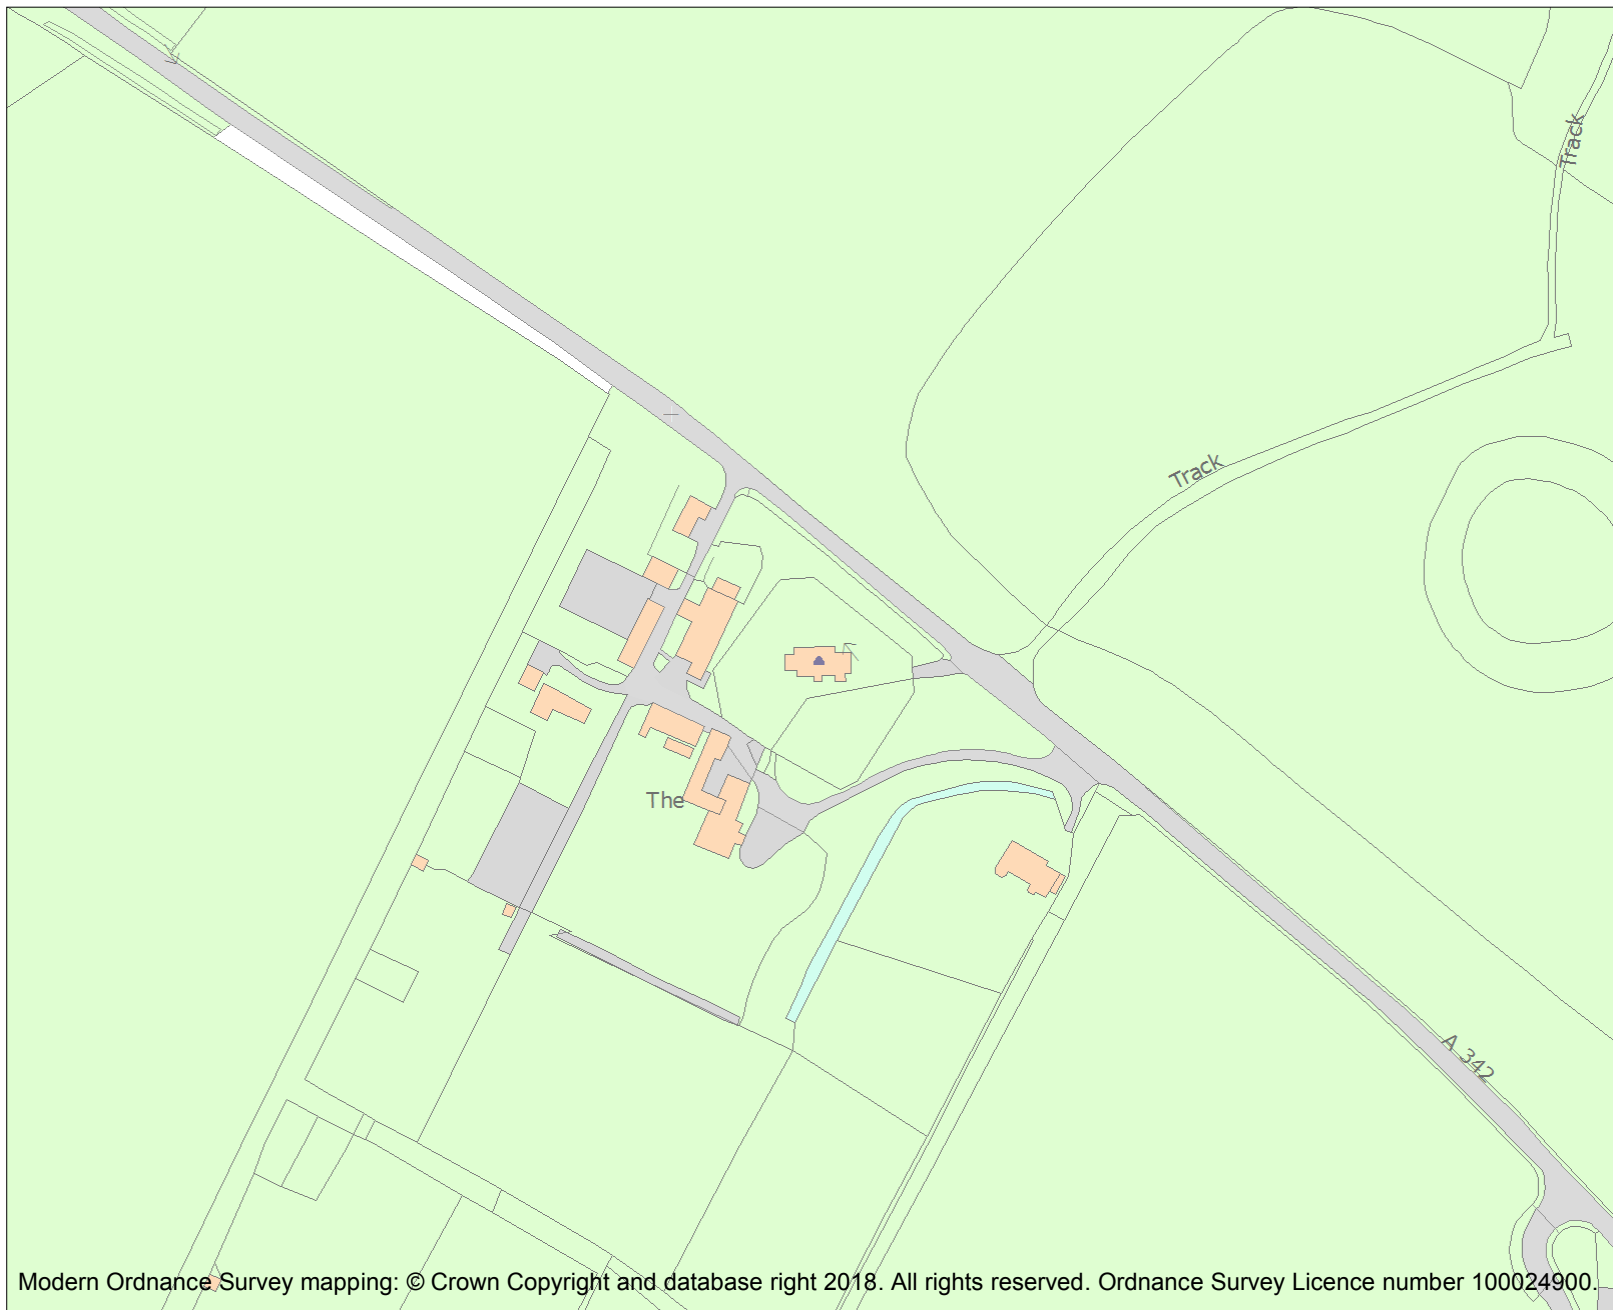 Track
Track
The
A 342
Modern Ordnance Survey mapping: © Crown Copyright and database right 2018. All rights reserved. Ordnance Survey Licence number 100024900.